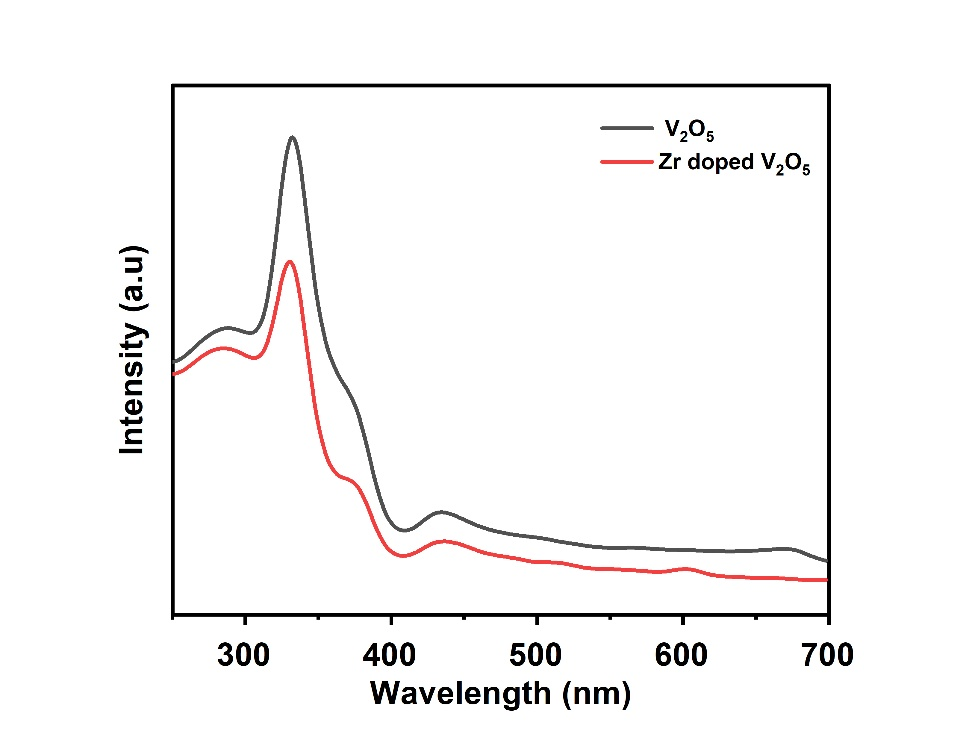 V₂O₅
Zr doped V₂O₅
Intensity (a.u)
300 400 500 600 700
Wavelength (nm)